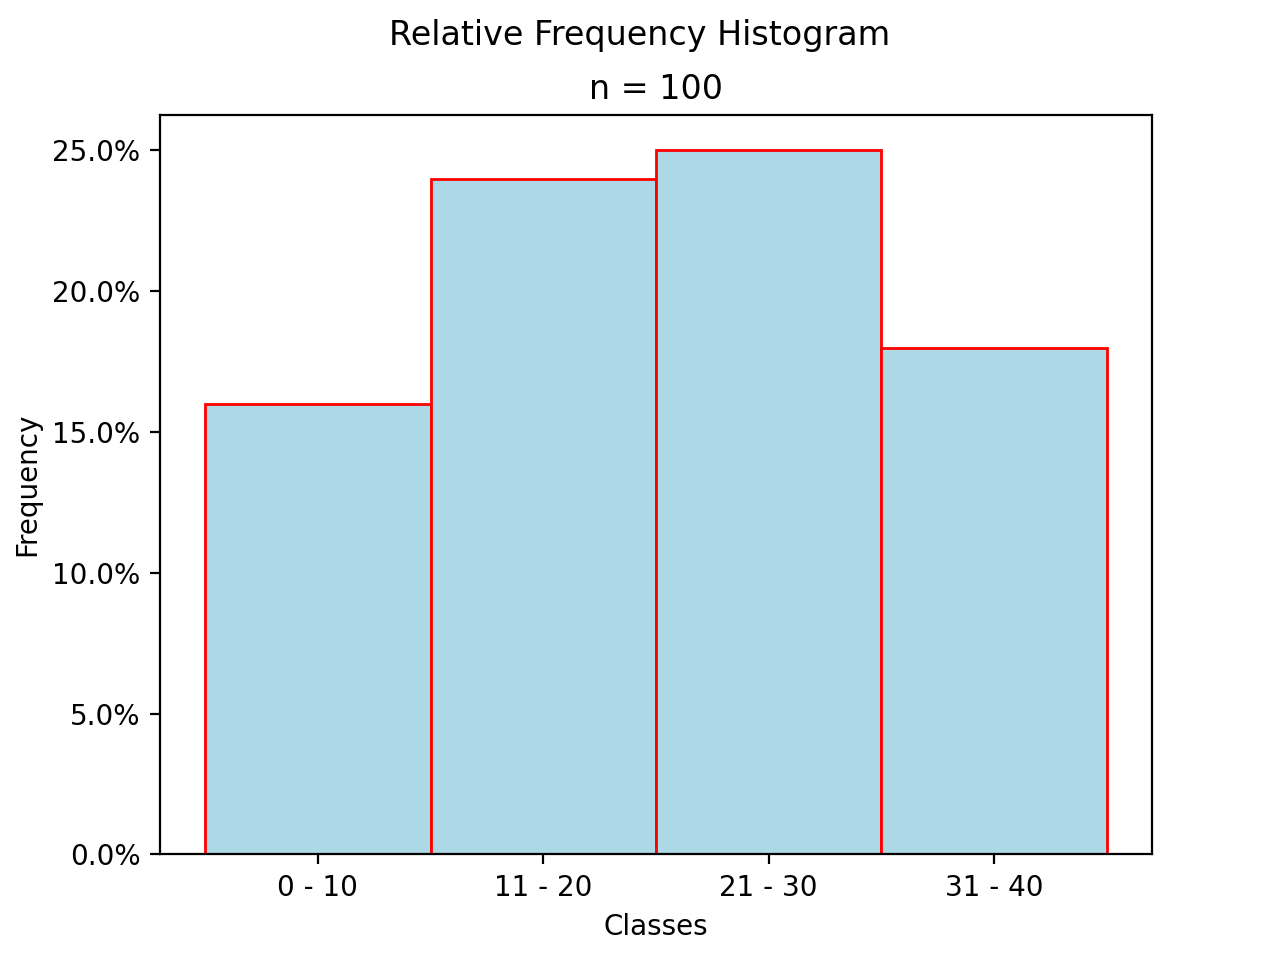 Relative Frequency Histogram
n = 100
25.0%
20.0%
15.0%
10.0%
5.0%
0.0%
Frequency
0 - 10
11 - 20
21 - 30
31 - 40
Classes